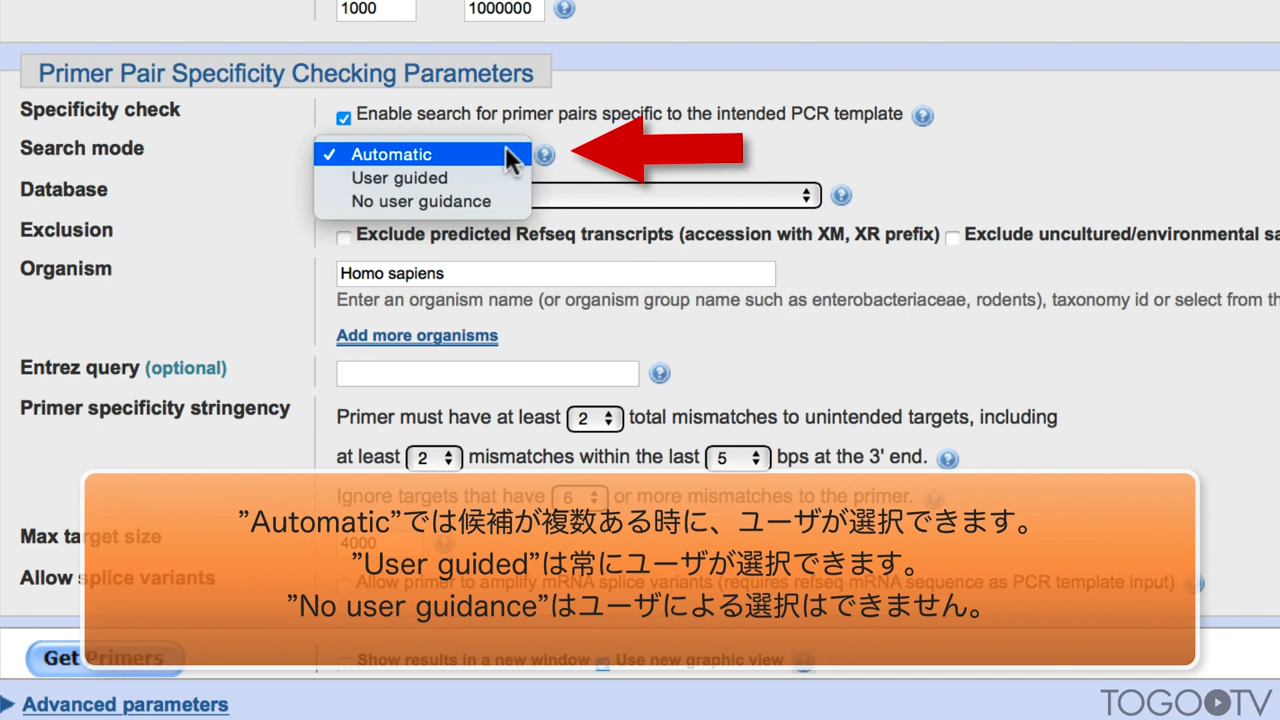 1000 1000000
Primer Pair Specificity Checking Parameters
Specificity check Enable search for primer pairs specific to the intended PCR template
Search mode Automatic
User guided
Database
No user guidance
Exclusion Exclude predicted Refseq transcripts (accession with XM, XR prefix) Exclude uncultured/environmental sa
Organism Homo sapiens
Enter an organism name (or organism group name such as enterobacteriaceae, rodents), taxonomy id or select from th
Add more organisms
Entrez query (optional)
Primer specificity stringency Primer must have at least 2 total mismatches to unintended targets, including
at least 2 mismatches within the last 5 bps at the 3' end.
Ignore targets that have 6 or more mismatches to the primer.
”Automatic”では候補が複数ある時に、ユーザが選択できます。
Max target size 4000
”User guided”は常にユーザが選択できます。
Allow splice variants Allow primer to amplify mRNA splice variants (requires refseq mRNA sequence as PCR template input)
”No user guidance”はユーザによる選択はできません。
Get Primers Show results in a new window Use new graphic view
Advanced parameters
TOGO TV